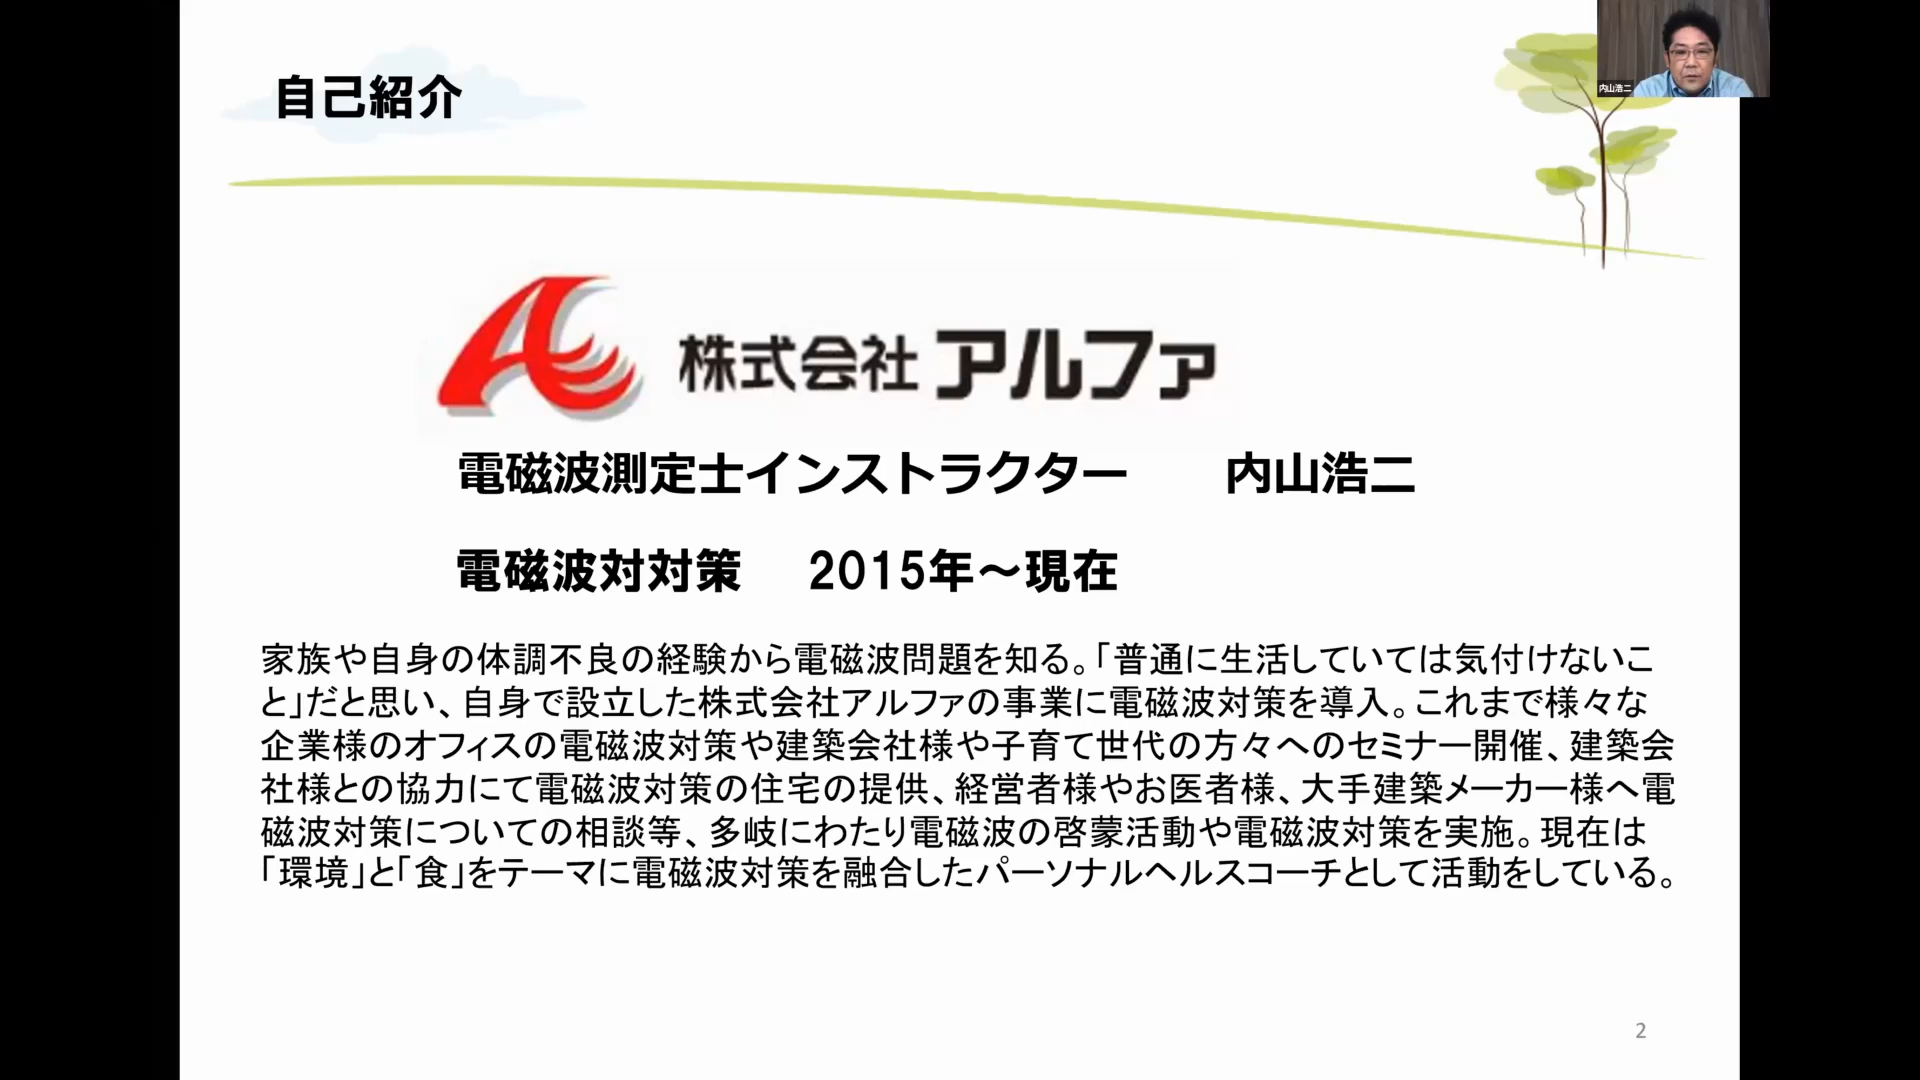 自己紹介
内山浩二
株式会社アルファ
電磁波測定士インストラクター 内山浩二
電磁波対対策 2015年～現在
家族や自身の体調不良の経験から電磁波問題を知る。「普通に生活していては気付けないこ
と」だと思い、自身で設立した株式会社アルファの事業に電磁波対策を導入。これまで様々な
企業様のオフィスの電磁波対策や建築会社様や子育て世代の方々へのセミナー開催、建築会
社様との協力にて電磁波対策の住宅の提供、経営者様やお医者様、大手建築メーカー様へ電
磁波対策についての相談等、多岐にわたり電磁波の啓蒙活動や電磁波対策を実施。現在は
「環境」と「食」をテーマに電磁波対策を融合したパーソナルヘルスコーチとして活動をしている。
2